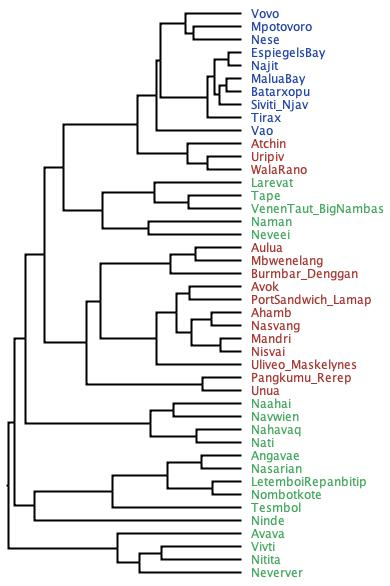 Vovo
Mpotovoro
Nese
EspiegelsBay
Najit
MaluaBay
Batarxopu
Siviti_Njav
Tirax
Vao
Atchin
Uripiv
WalaRano
Larevat
Tape
VenenTaut_BigNambas
Naman
Neveei
Aulua
Mbwenelang
Burmbar_Denggan
Avok
PortSandwich_Lamap
Ahamb
Nasvang
Mandri
Nisvai
Uliveo_Maskelynes
Pangkumu_Rerep
Unua
Naahai
Navwien
Nahavaq
Nati
Angavae
Nasarian
LetemboiRepanbitip
Nombotkote
Tesmbol
Ninde
Avava
Vivti
Nitita
Neverver